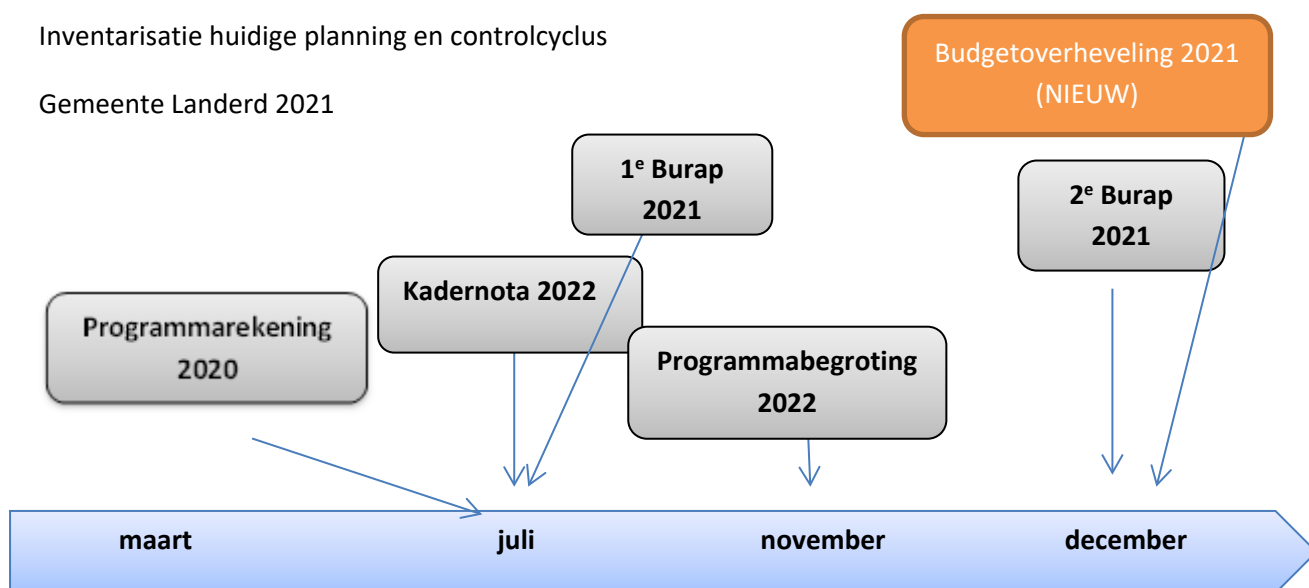 Inventarisatie huidige planning en controlcyclus
Gemeente Landerd 2021
Budgetoverheveling 2021
(NIEUW)
1e Burap
2021
2e Burap
2021
Kadernota 2022
Programmarekening
2020
Programmabegroting
2022
maart
juli
november
december